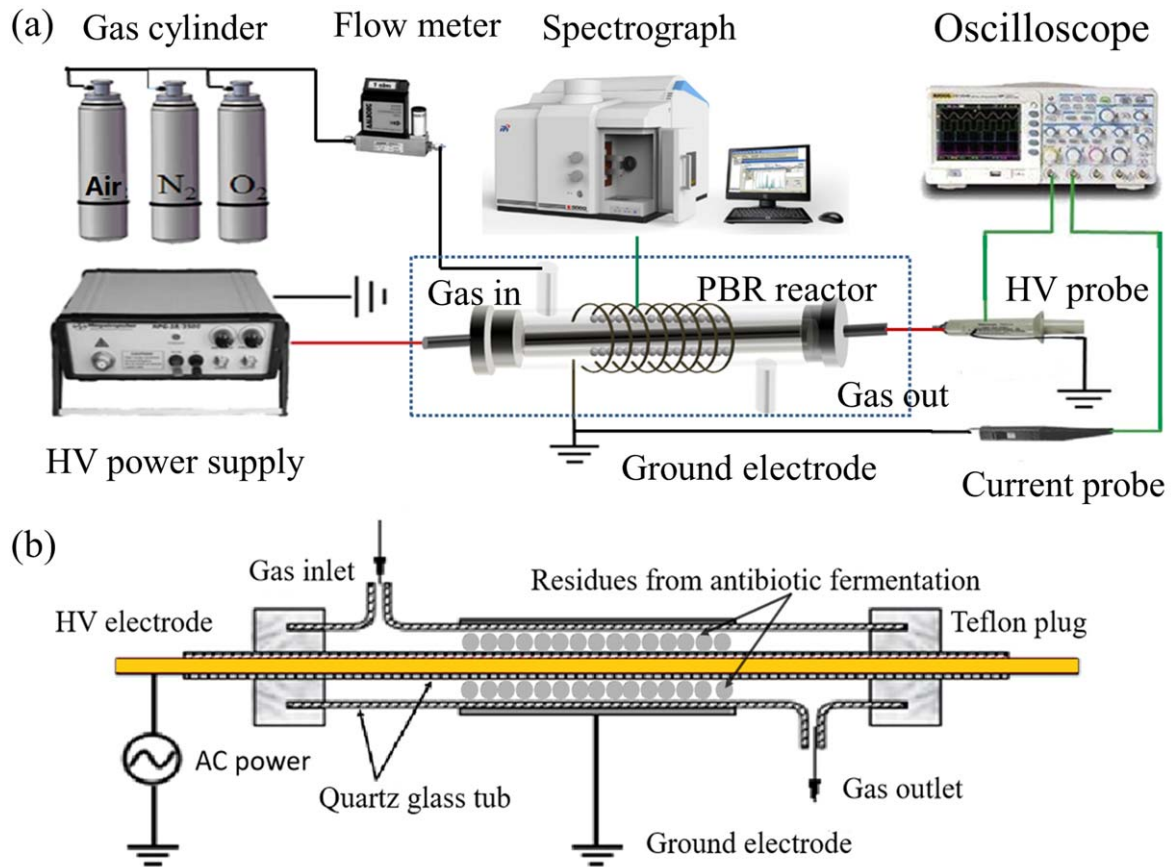 (a)
Gas cylinder
Flow meter
Spectrograph
Oscilloscope
Air
N2
O2
Gas in
PBR reactor
HV probe
Gas out
HV power supply
Ground electrode
Current probe
(b)
Gas inlet
Residues from antibiotic fermentation
HV electrode
Teflon plug
AC power
Quartz glass tub
Gas outlet
Ground electrode